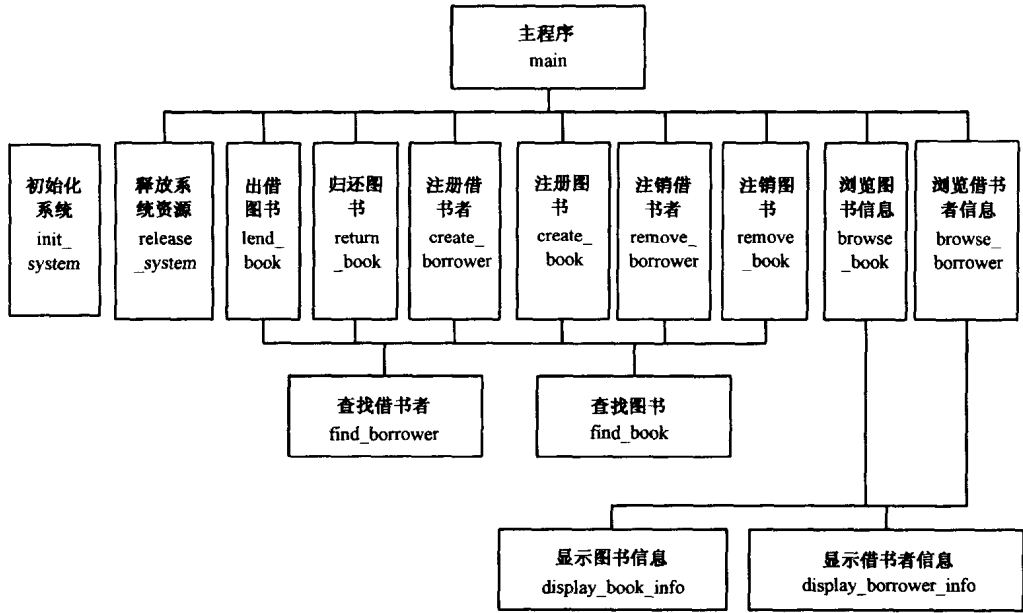 主程序
main
初始化
系统
init_
system
释放系
统资源
release
_system
出借
图书
lend_
book
归还图
书
return
_book
注册借
书者
create_
borrower
注册图
书
create_
book
注销借
书者
remove_
borrower
注销图
书
remove
_book
浏览图
书信息
browse
_book
浏览借书
者信息
browse_
borrower
查找借书者
find_borrower
查找图书
find_book
显示图书信息
display_book_info
显示借书者信息
display_borrower_info